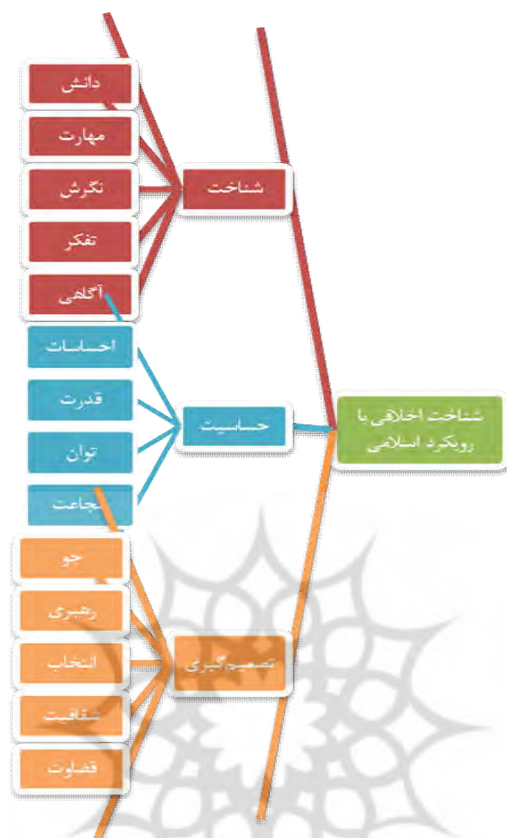 شناخت اخلاقی با
رویکرد اسلامی
شناخت
دانش
مهارت
نگرش
تفکر
آگاهی
حساسیت
احساسات
قدرت
توان
تصمیم‌گیری
جو
رهبری
انتخاب
شفافیت
قضاوت